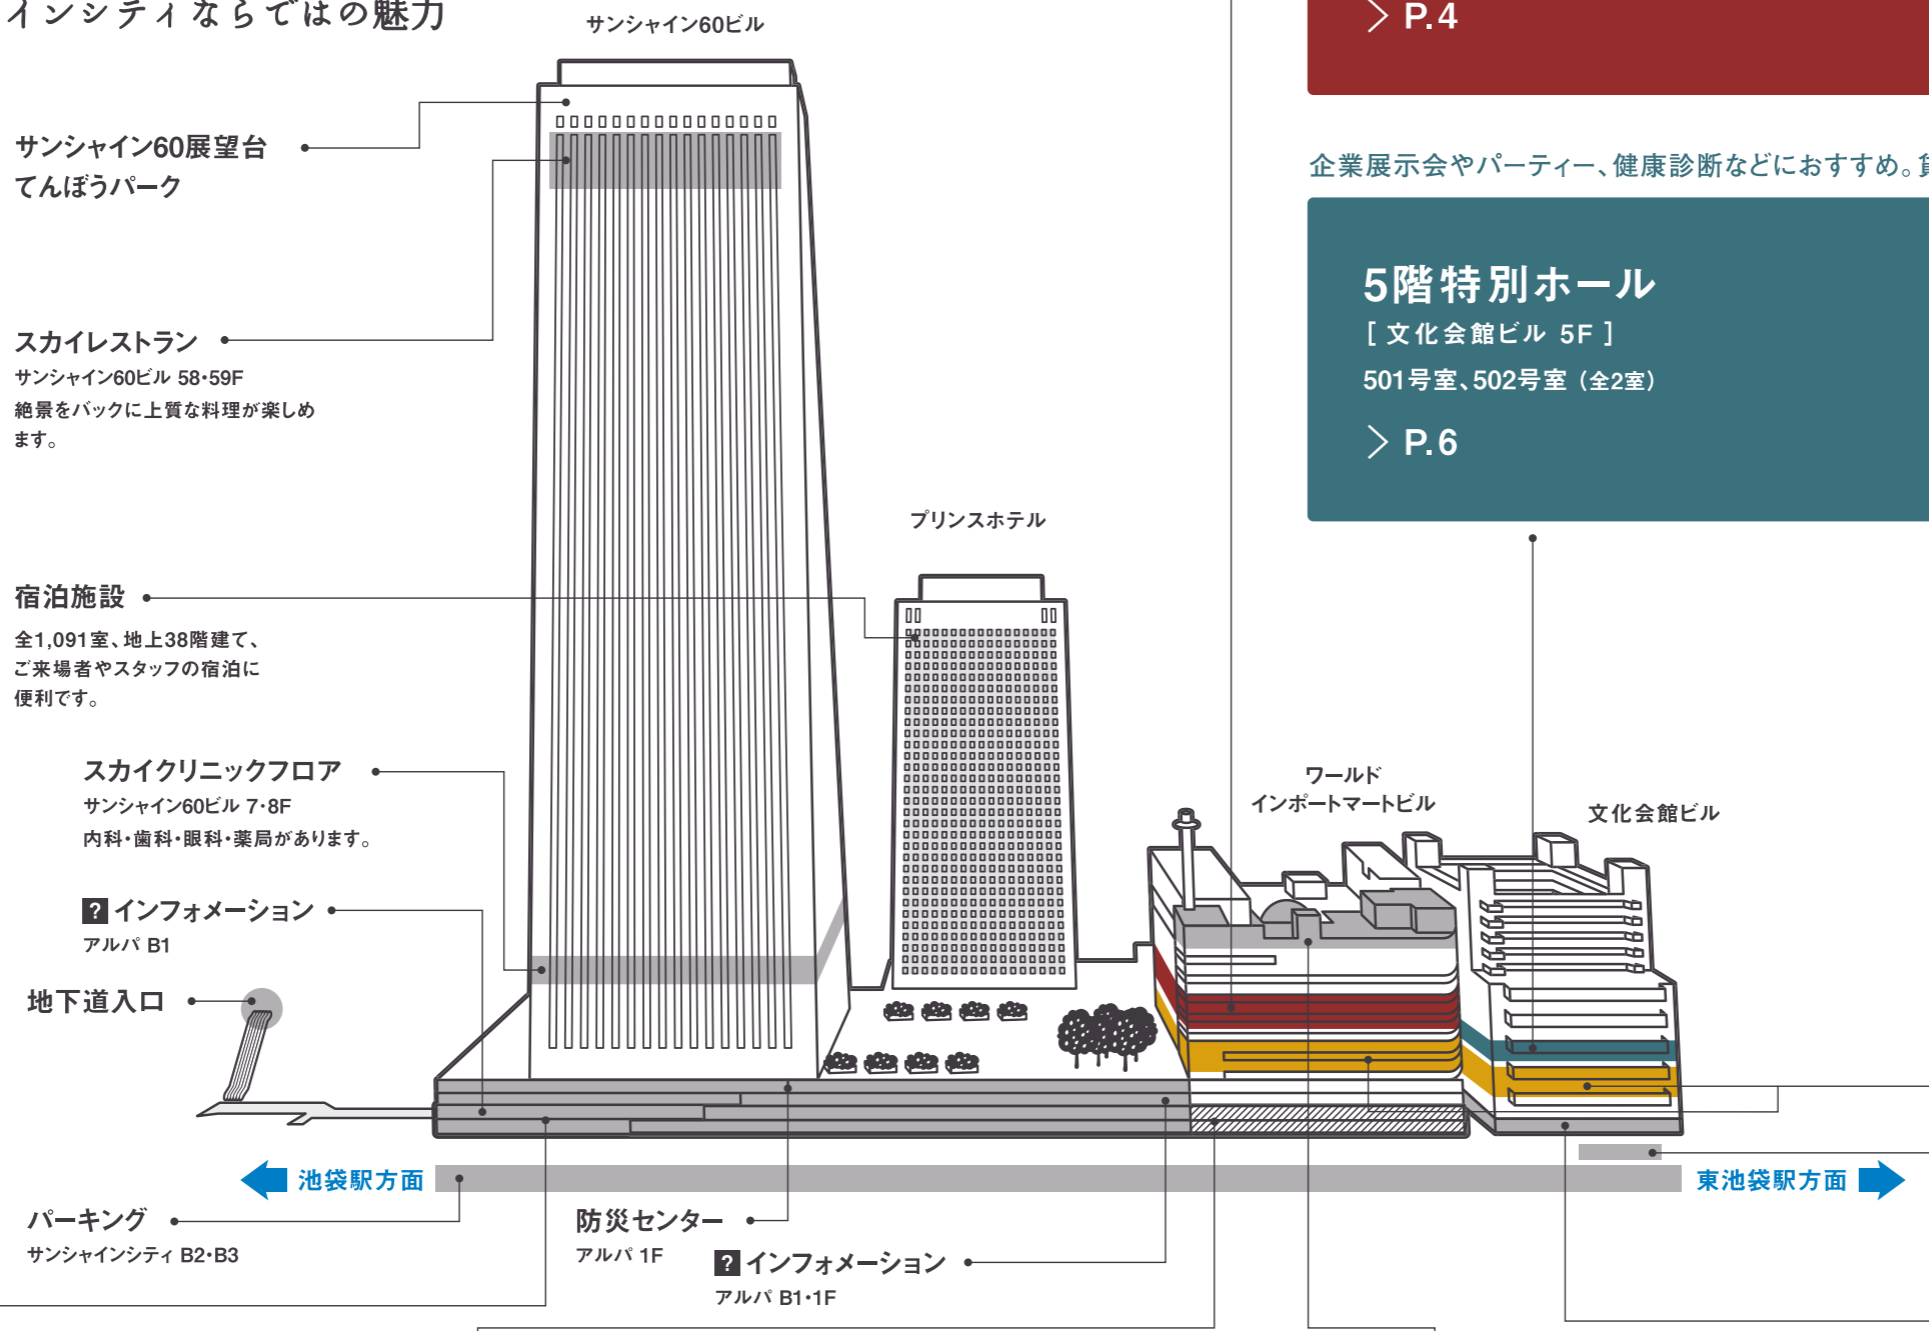 インシティならではの魅力
サンシャイン60ビル
> P.4
サンシャイン60展望台
てんぼうパーク
企業展示会やパーティー、健康診断などにおすすめ。
5階特別ホール
[ 文化会館ビル 5F ]
501号室、502号室（全2室）
> P.6
スカイレストラン
サンシャイン60ビル 58・59F
絶景をバックに上質な料理が楽しめ
ます。
プリンスホテル
宿泊施設
全1,091室、地上38階建て、
ご来場者やスタッフの宿泊に
便利です。
スカイクリニックフロア
サンシャイン60ビル 7・8F
内科・歯科・眼科・薬局があります。
ワールド
インポートマートビル
文化会館ビル
? インフォメーション
アルパ B1
地下道入口
池袋駅方面
東池袋駅方面
パーキング
サンシャインシティ B2・B3
防災センター
アルパ 1F
? インフォメーション
アルパ B1・1F